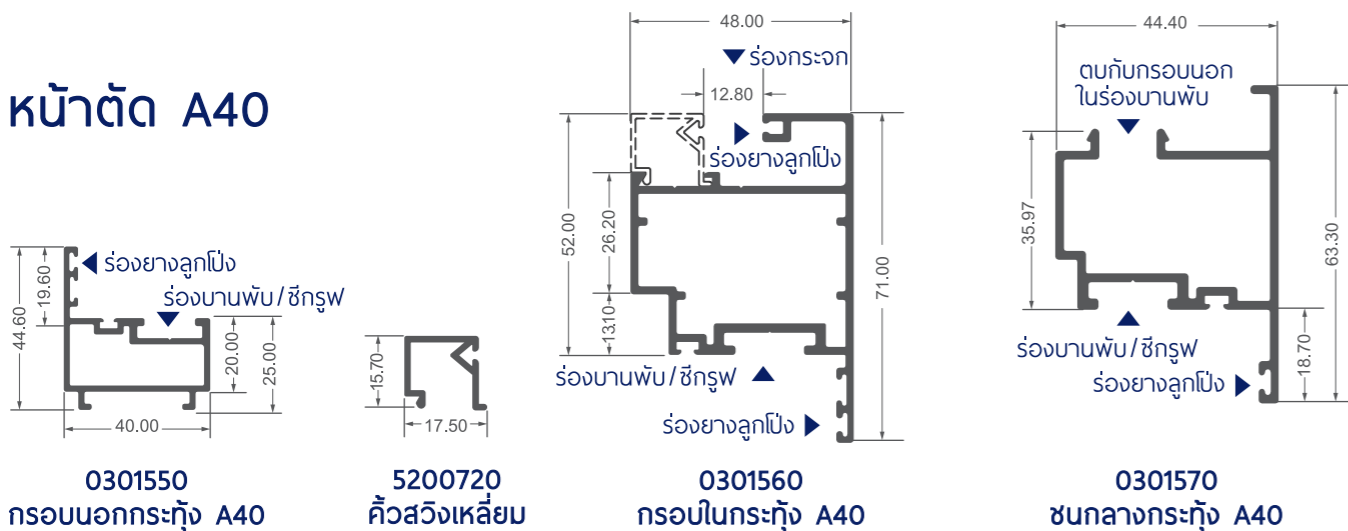 หน้าตัด A40
44.60
19.60
ร่องยางลูกโป่ง
ร่องบานพับ/ซีกรูฟ
20.00
25.00
40.00
0301550
กรอบนอกกระทุ้ง A40
15.70
17.50
5200720
คิ้วสวิงเหลี่ยม
48.00
ร่องกระจก
12.80
ร่องยางลูกโป่ง
52.00
26.20
13.10
71.00
ร่องบานพับ/ซีกรูฟ
ร่องยางลูกโป่ง
0301560
กรอบในกระทุ้ง A40
44.40
ตบกับกรอบนอก
ในร่องบานพับ
35.97
63.30
ร่องบานพับ/ซีกรูฟ
18.70
ร่องยางลูกโป่ง
0301570
ชนกลางกระทุ้ง A40